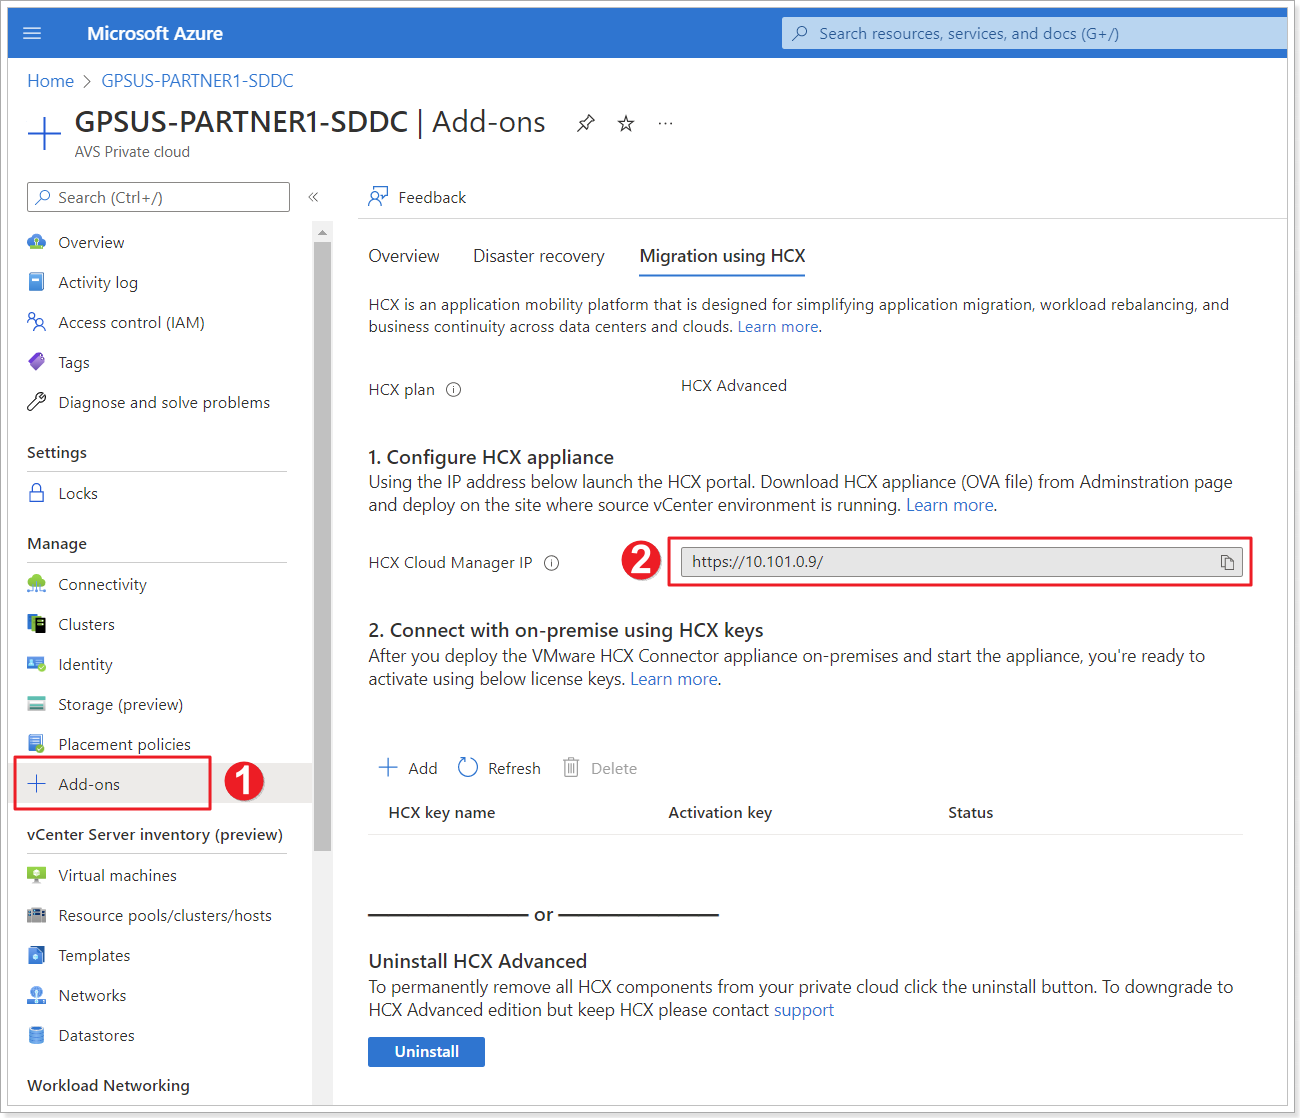 Microsoft Azure
Search resources, services, and docs (G+/)
Home > GPSUS-PARTNER1-SDDC
GPSUS-PARTNER1-SDDC | Add-ons ...
AVS Private cloud
Search (Ctrl+/) «
Overview
Activity log
Access control (IAM)
Tags
Diagnose and solve problems
Settings
Locks
Manage
Connectivity
Clusters
Identity
Storage (preview)
Placement policies
Add-ons
1
vCenter Server inventory (preview)
Virtual machines
Resource pools/clusters/hosts
Templates
Networks
Datastores
Workload Networking
Feedback
Overview Disaster recovery Migration using HCX
HCX is an application mobility platform that is designed for simplifying application migration, workload rebalancing, and
business continuity across data centers and clouds. Learn more.
HCX plan HCX Advanced
1. Configure HCX appliance
Using the IP address below launch the HCX portal. Download HCX appliance (OVA file) from Adminstration page
and deploy on the site where source vCenter environment is running. Learn more.
HCX Cloud Manager IP 2 https://10.101.0.9/
2. Connect with on-premise using HCX keys
After you deploy the VMware HCX Connector appliance on-premises and start the appliance, you're ready to
activate using below license keys. Learn more.
Add Refresh Delete
HCX key name Activation key Status
or
Uninstall HCX Advanced
To permanently remove all HCX components from your private cloud click the uninstall button. To downgrade to
HCX Advanced edition but keep HCX please contact support
Uninstall